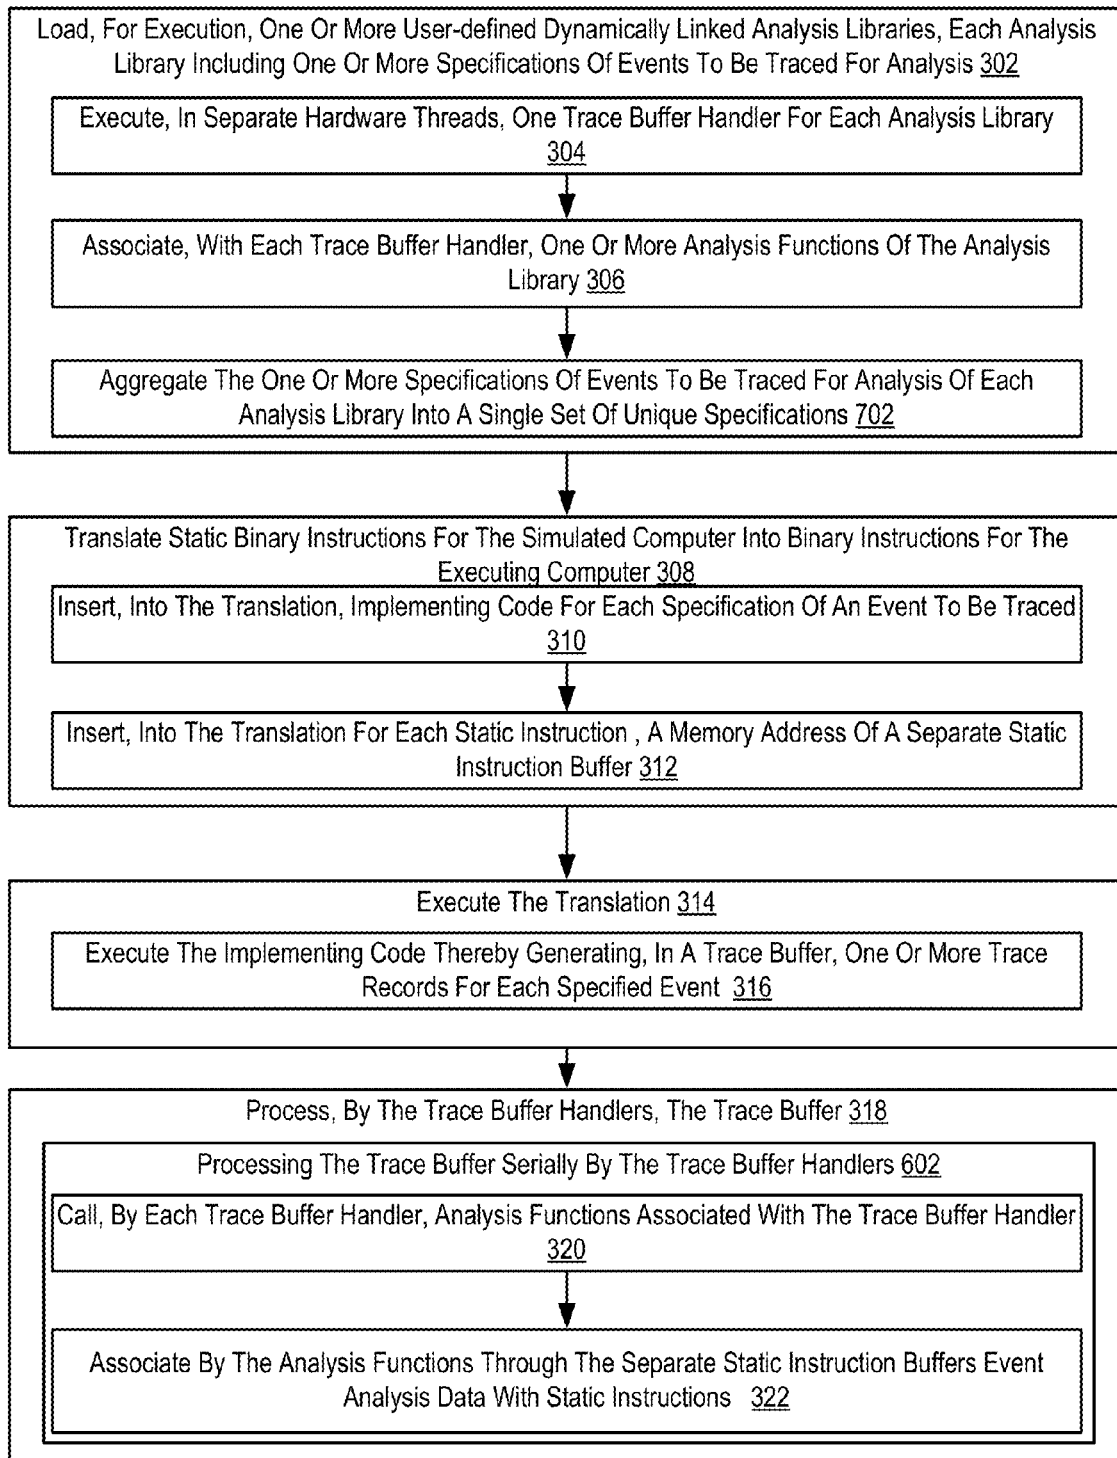 Load, For Execution, One Or More User-defined Dynamically Linked Analysis Libraries, Each Analysis
Library Including One Or More Specifications Of Events To Be Traced For Analysis 302
Execute, In Separate Hardware Threads, One Trace Buffer Handler For Each Analysis Library
304
Associate, With Each Trace Buffer Handler, One Or More Analysis Functions Of The Analysis
Library 306
Aggregate The One Or More Specifications Of Events To Be Traced For Analysis Of Each
Analysis Library Into A Single Set Of Unique Specifications 702
Translate Static Binary Instructions For The Simulated Computer Into Binary Instructions For The
Executing Computer 308
Insert, Into The Translation, Implementing Code For Each Specification Of An Event To Be Traced
310
Insert, Into The Translation For Each Static Instruction , A Memory Address Of A Separate Static
Instruction Buffer 312
Execute The Translation 314
Execute The Implementing Code Thereby Generating, In A Trace Buffer, One Or More Trace
Records For Each Specified Event 316
Process, By The Trace Buffer Handlers, The Trace Buffer 318
Processing The Trace Buffer Serially By The Trace Buffer Handlers 602
Call, By Each Trace Buffer Handler, Analysis Functions Associated With The Trace Buffer Handler
320
Associate By The Analysis Functions Through The Separate Static Instruction Buffers Event
Analysis Data With Static Instructions 322